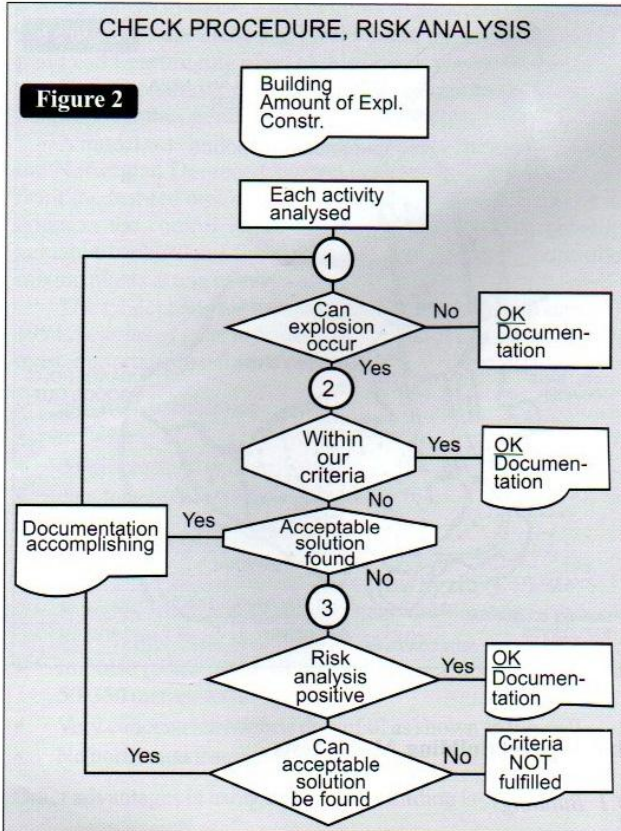 CHECK PROCEDURE, RISK ANALYSIS
Figure 2
Building
Amount of Expl.
Constr.
Each activity
analysed
1
Can
explosion
occur
No
OK
Documen-
tation
Yes
2
Within
our
criteria
Yes
OK
Documen-
tation
No
Documentation
accomplishing
Yes
Acceptable
solution
found
No
3
Risk
analysis
positive
Yes
OK
Documen-
tation
Yes
Can
acceptable
solution
be found
No
Criteria
NOT
fulfilled